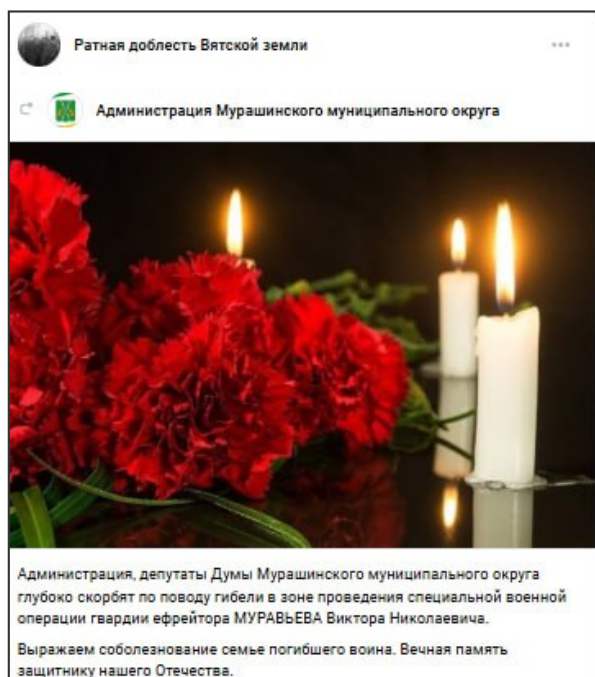 Ратная доблесть Вятской земли
Администрация Мурашинского муниципального округа
Администрация, депутаты Думы Мурашинского муниципального округа
глубоко скорбят по поводу гибели в зоне проведения специальной военной
операции гвардии ефрейтора МУРАВЬЕВА Виктора Николаевича.
Выражаем соболезнование семье погибшего воина. Вечная память
защитнику нашего Отечества.